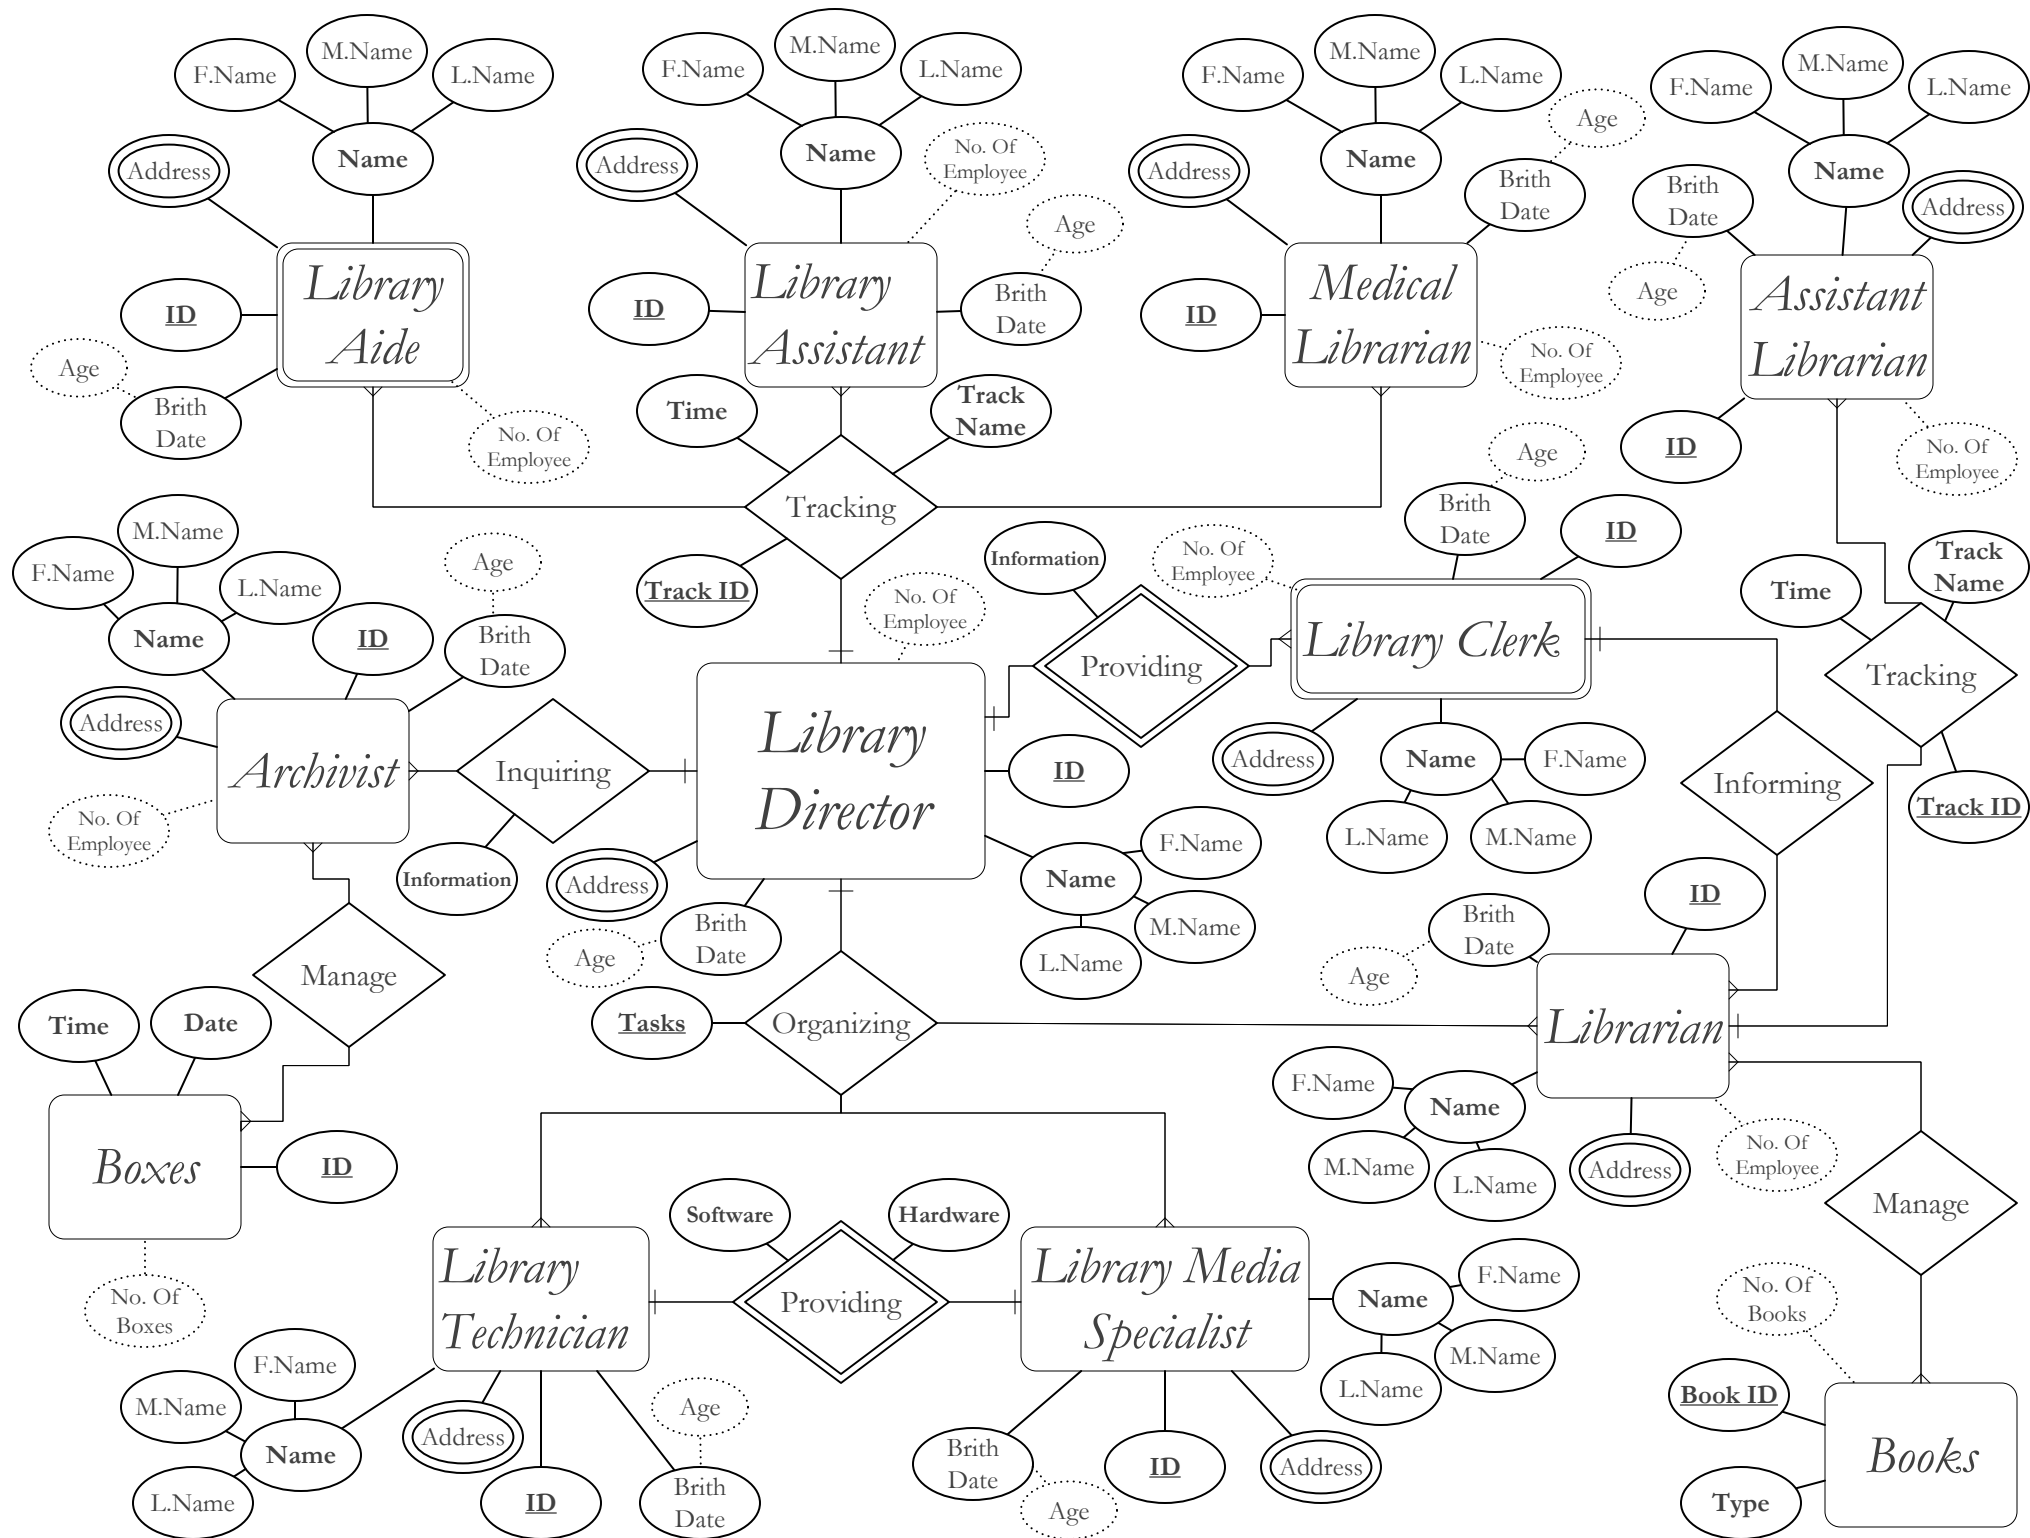 F.Name
M.Name
L.Name
Name
Address
ID
Age
Brith
Date
Library
Aide
No. Of
Employee
F.Name
M.Name
L.Name
Name
Address
No. Of
Employee
Age
ID
Brith
Date
Library
Assistant
F.Name
M.Name
L.Name
Name
Address
Age
Brith
Date
ID
Medical
Librarian
No. Of
Employee
F.Name
M.Name
L.Name
Name
Brith
Date
Address
Age
Assistant
Librarian
ID
No. Of
Employee
Time
Track
Name
Tracking
Track ID
F.Name
M.Name
L.Name
Name
ID
Age
Brith
Date
Address
Archivist
No. Of
Employee
Inquiring
Information
No. Of
Employee
Library
Director
ID
Address
Brith
Date
Age
Name
F.Name
M.Name
L.Name
Information
Providing
No. Of
Employee
Age
Brith
Date
ID
Library Clerk
Address
Name
F.Name
L.Name
M.Name
Time
Track
Name
Tracking
Track ID
Informing
Manage
Time
Date
Boxes
ID
No. Of
Boxes
Tasks
Organizing
ID
Brith
Date
Age
Librarian
F.Name
Name
M.Name
L.Name
Address
No. Of
Employee
Manage
No. Of
Books
Book ID
Type
Books
Library
Technician
F.Name
M.Name
Name
L.Name
Address
ID
Age
Brith
Date
Software
Hardware
Providing
Library Media
Specialist
Name
F.Name
M.Name
L.Name
Brith
Date
Age
ID
Address